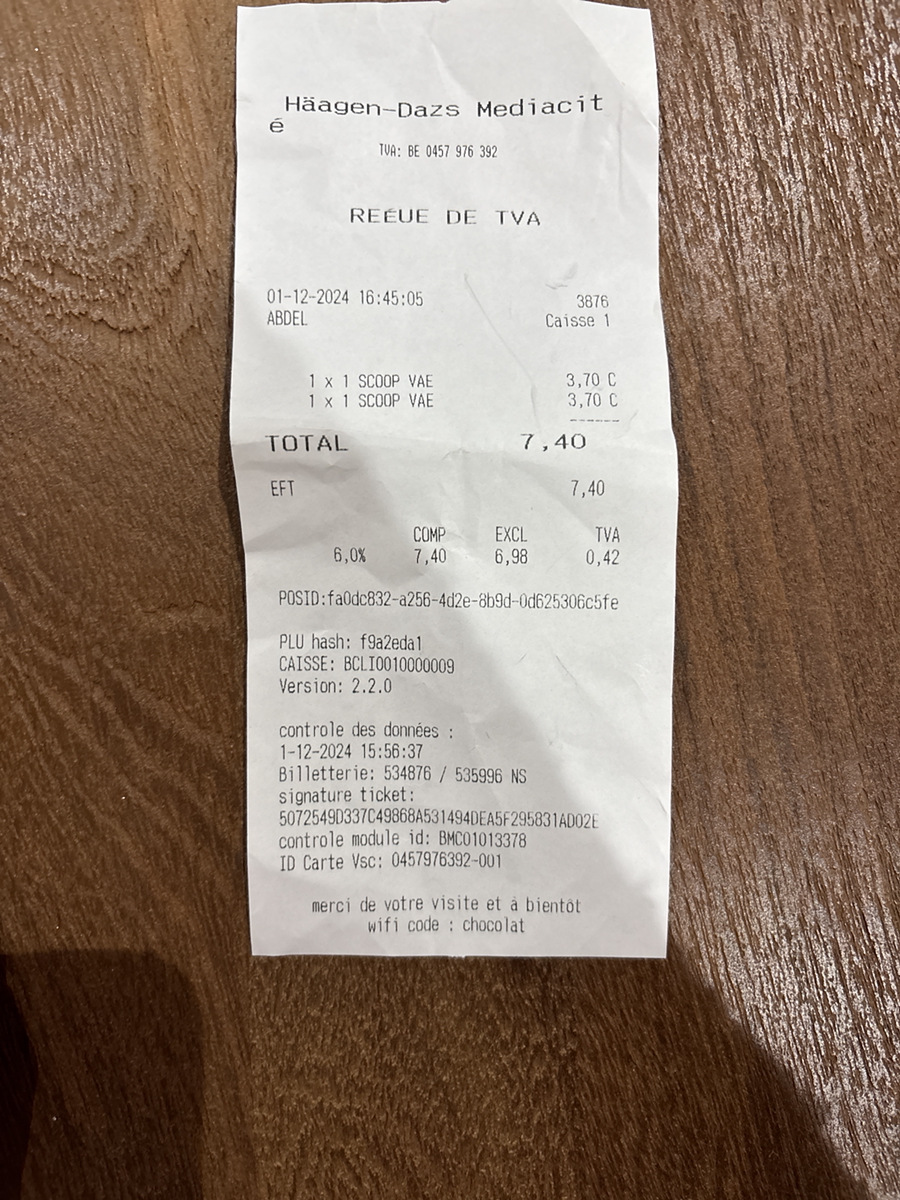 Häagen-Dazs Mediacit
é
TVA: BE 0457 976 392
REÉUE DE TVA
01-12-2024 16:45:05 3876
ABDEL Caisse 1
1 x 1 SCOOP VAE 3,70 C
1 x 1 SCOOP VAE 3,70 C
------
TOTAL 7,40
EFT 7,40
COMP EXCL TVA
6,0% 7,40 6,98 0,42
POSID:fa0dc832-a256-4d2e-8b9d-0d625306c5fe
PLU hash: f9a2eda1
CAISSE: BCLI0010000009
Version: 2.2.0
controle des données :
1-12-2024 15:56:37
Billetterie: 534876 / 535996 NS
signature ticket:
5072549D337C49868A531494DEA5F295831AD02E
controle module id: BMC01013378
ID Carte Vsc: 0457976392-001
merci de votre visite et à bientôt
wifi code : chocolat